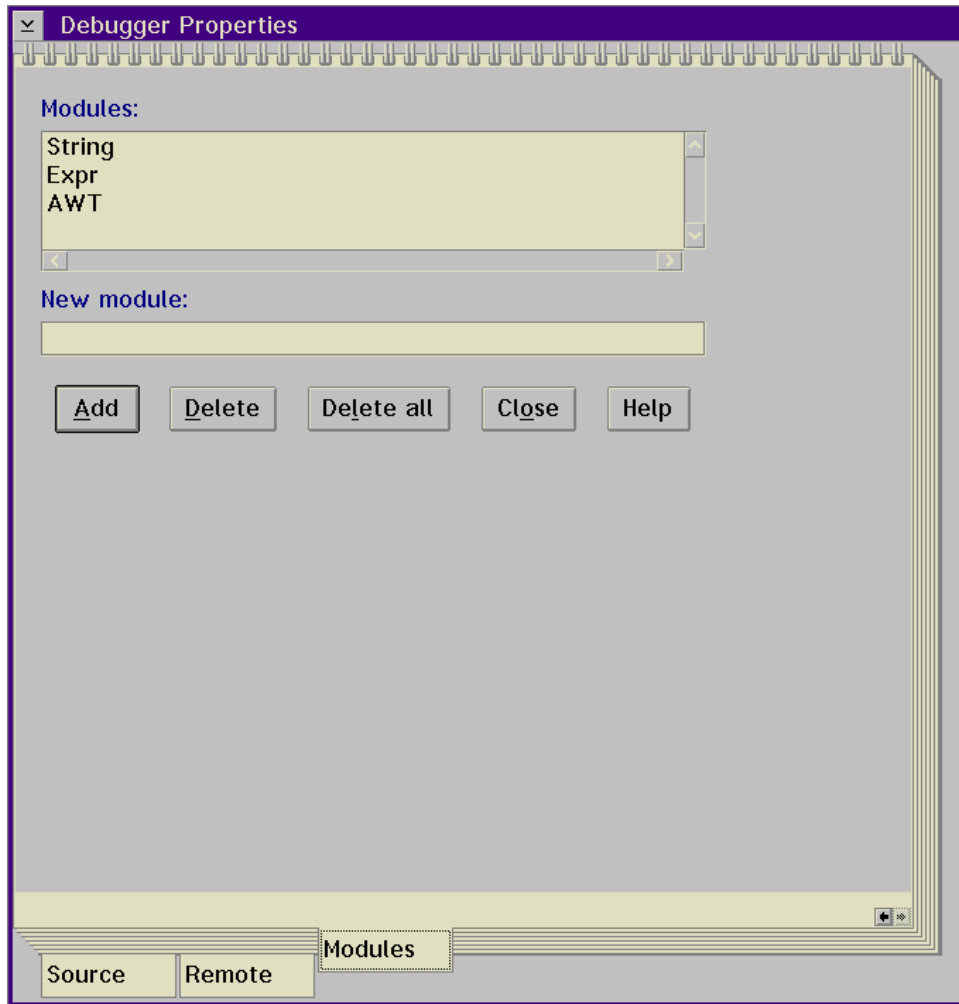 Debugger Properties
Modules:
String
Expr
AWT
New module:
Add Delete Delete all Close Help
Modules
Source Remote